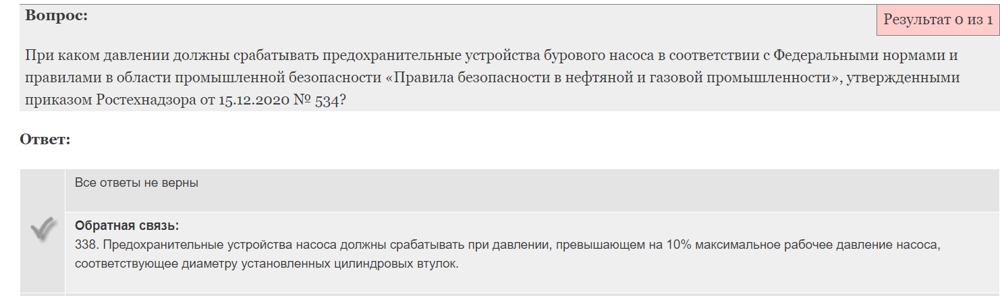 Вопрос:
Результат 0 из 1
При каком давлении должны срабатывать предохранительные устройства бурового насоса в соответствии с Федеральными нормами и
правилами в области промышленной безопасности «Правила безопасности в нефтяной и газовой промышленности», утвержденными
приказом Ростехнадзора от 15.12.2020 № 534?
Ответ:
Все ответы не верны
Обратная связь:
338. Предохранительные устройства насоса должны срабатывать при давлении, превышающем на 10% максимальное рабочее давление насоса,
соответствующее диаметру установленных цилиндровых втулок.